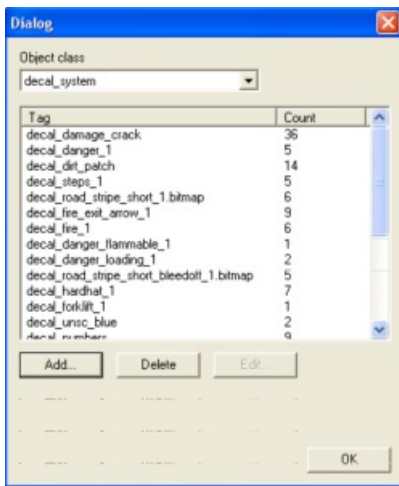 Dialog
Object class
decal_system
Tag Count
decal_damage_crack 36
decal_danger_1 5
decal_dirt_patch 14
decal_steps_1 5
decal_road_stripe_short_1.bitmap 6
decal_fire_exit_arrow_1 9
decal_fire_1 6
decal_danger_flammable_1 1
decal_danger_loading_1 2
decal_road_stripe_short_bleedoff_1.bitmap 5
decal_hardhat_1 7
decal_forklift_1 1
decal_unsc_blue 2
decal_numbers 9
Add... Delete Edit...
OK